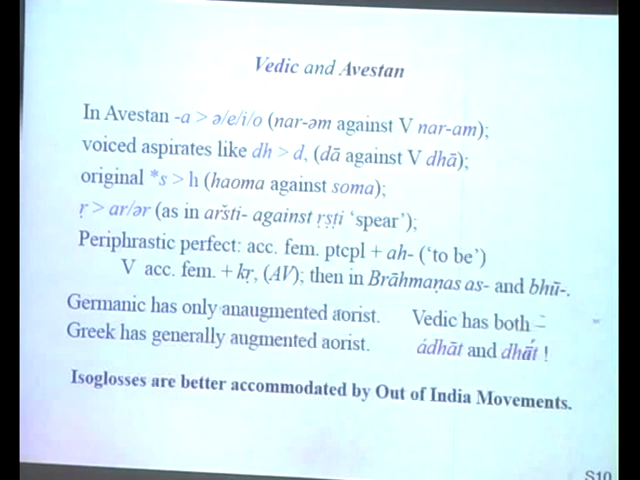 Vedic and Avestan
In Avestan -a > ə/e/i/o (nar-əm against V nar-am);
voiced aspirates like dh > d, (dā against V dhā);
original *s > h (haoma against soma);
ṛ > ar/ər (as in aršti- against ṛṣṭi ‘spear’);
Periphrastic perfect: acc. fem. ptcpl + ah- (‘to be’)
V acc. fem. + kṛ, (AV); then in Brāhmaṇas as- and bhū-.
Germanic has only anaugmented aorist. Vedic has both –
Greek has generally augmented aorist. ádhāt and dhā́t !
Isoglosses are better accommodated by Out of India Movements.
S10